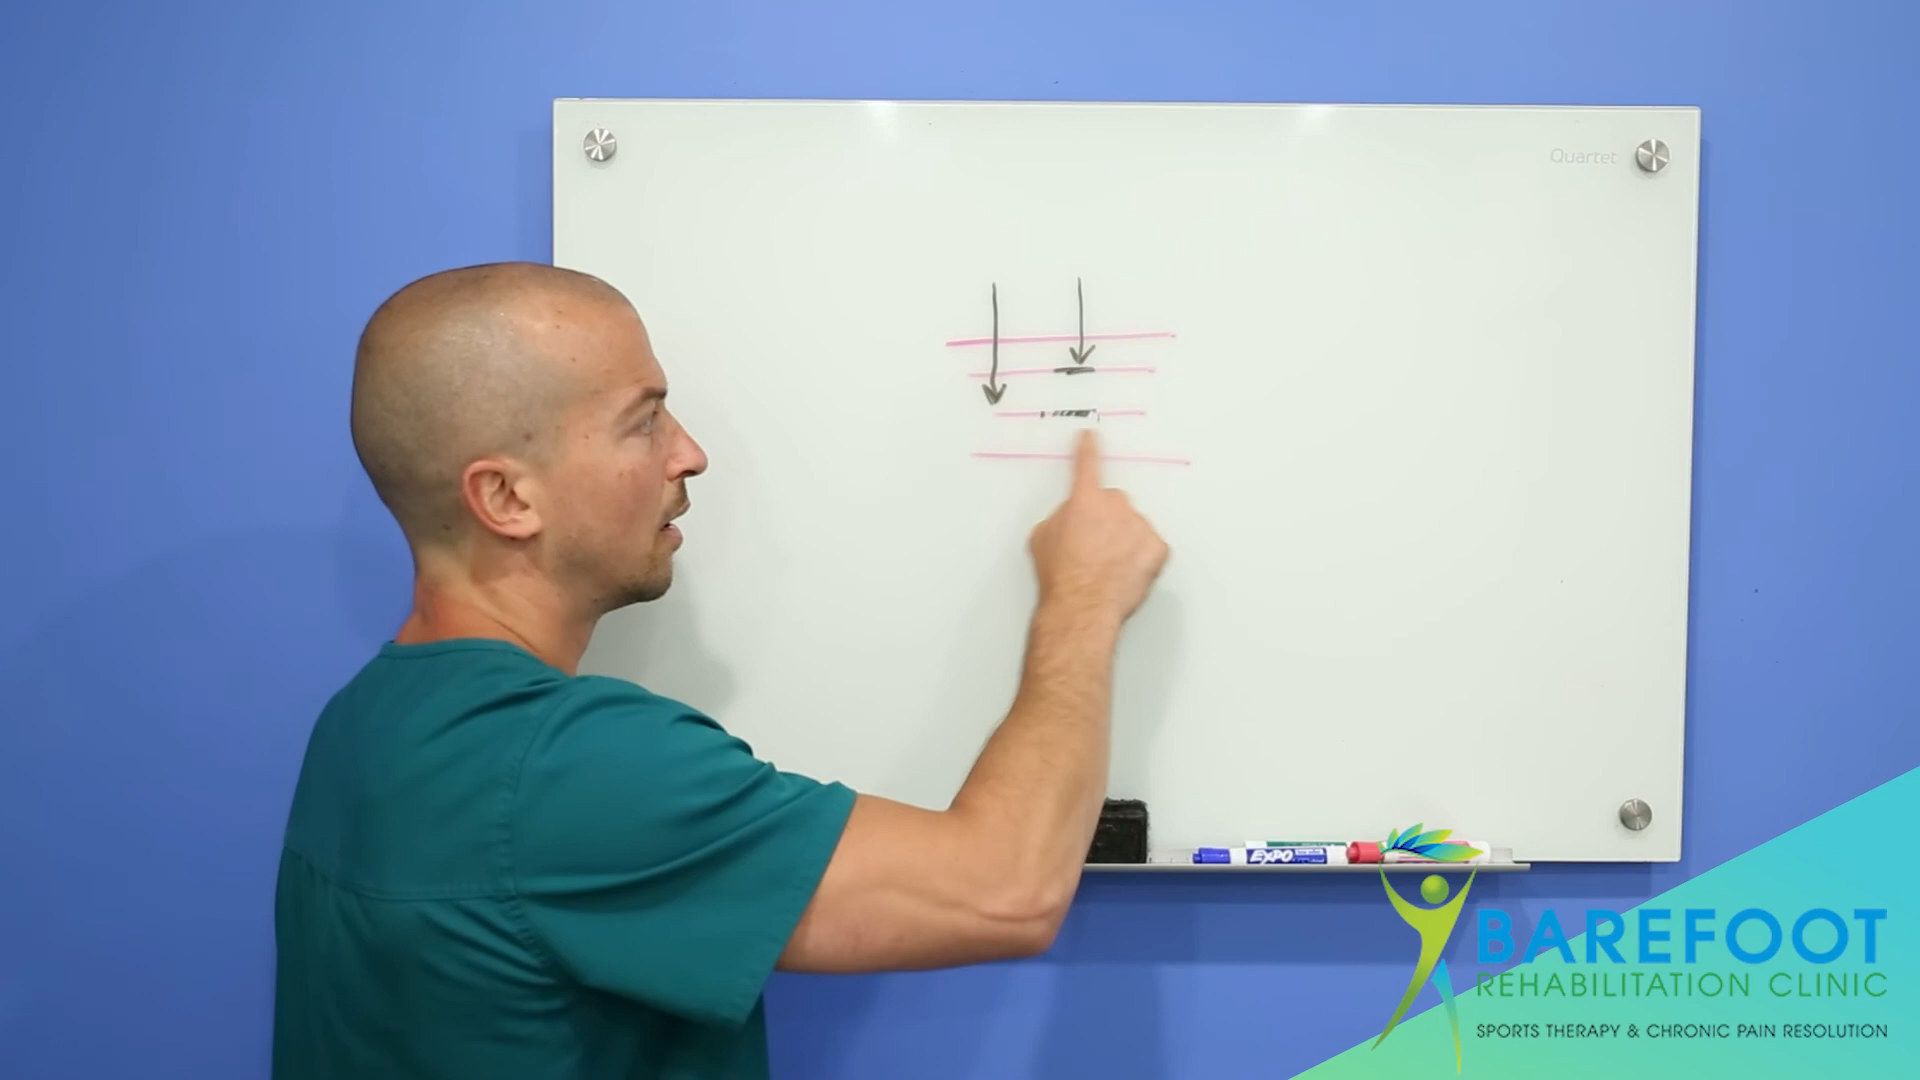 Quartet
EXPO
BAREFOOT
REHABILITATION CLINIC
SPORTS THERAPY & CHRONIC PAIN RESOLUTION